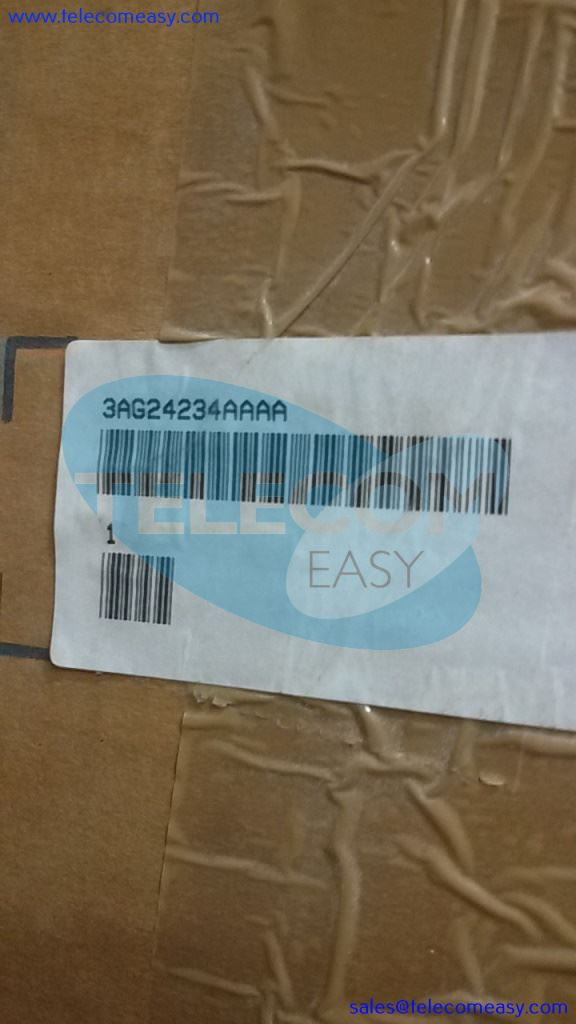 www.telecomeasy.com
3AG24234AAAA
TELECOM
1
EASY
sales@telecomeasy.com